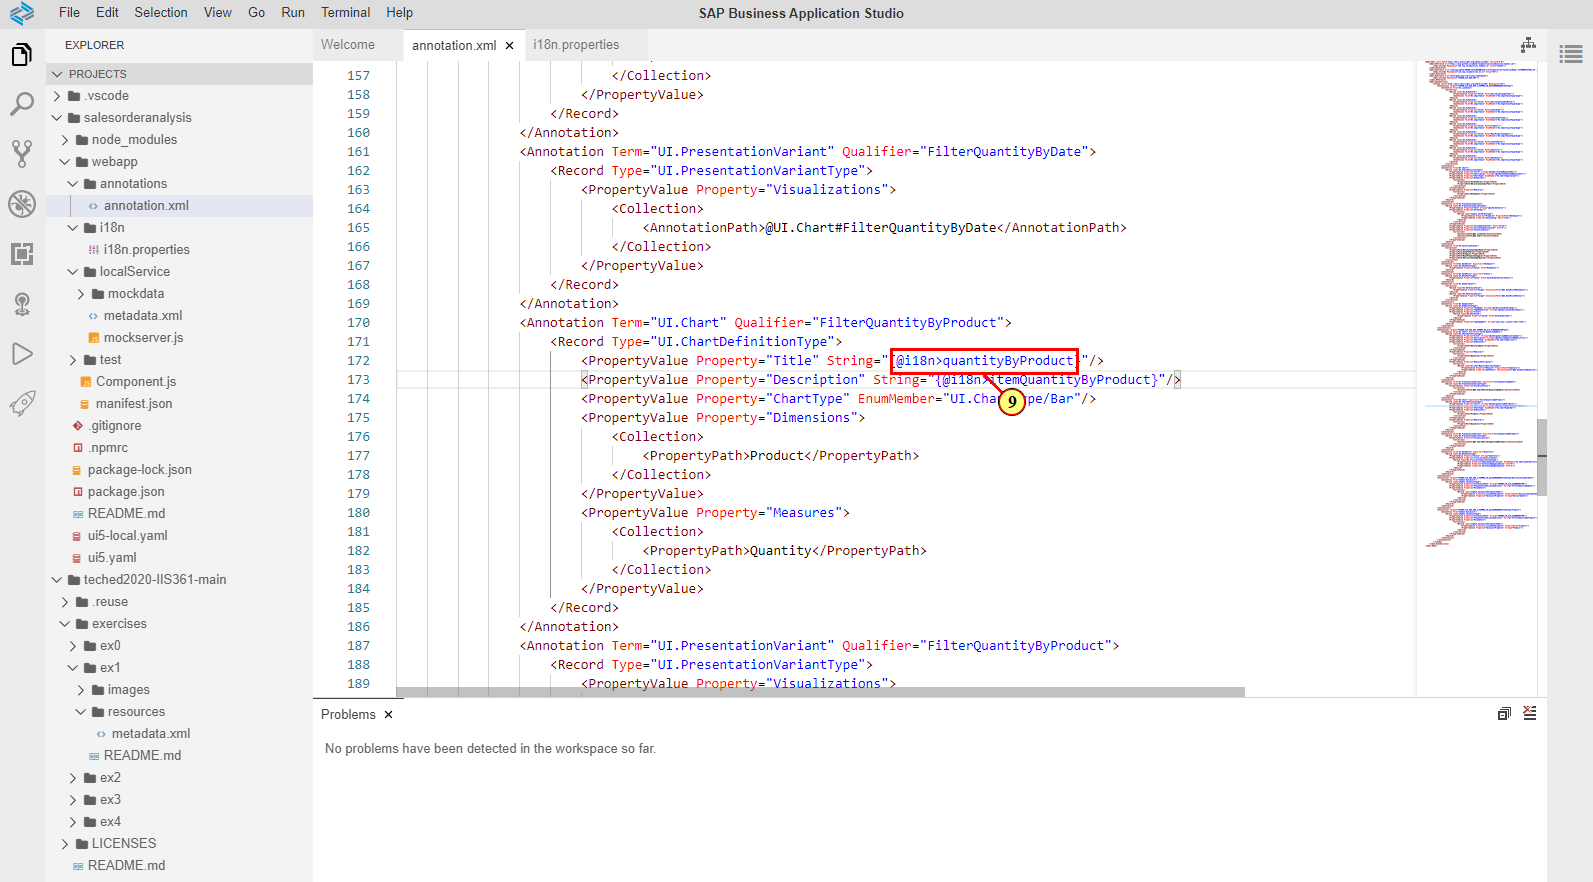 File Edit Selection View Go Run Terminal Help
SAP Business Application Studio
EXPLORER
PROJECTS
.vscode
salesorderanalysis
node_modules
webapp
annotations
annotation.xml
i18n
i18n.properties
localService
mockdata
metadata.xml
mockserver.js
test
Component.js
manifest.json
.gitignore
.npmrc
package-lock.json
package.json
README.md
ui5-local.yaml
ui5.yaml
teched2020-IIS361-main
.reuse
exercises
ex0
ex1
images
resources
metadata.xml
README.md
ex2
ex3
ex4
LICENSES
README.md
Welcome annotation.xml i18n.properties
157 </Collection>
158 </PropertyValue>
159 </Record>
160 </Annotation>
161 <Annotation Term="UI.PresentationVariant" Qualifier="FilterQuantityByDate">
162 <Record Type="UI.PresentationVariantType">
163 <PropertyValue Property="Visualizations">
164 <Collection>
165 <AnnotationPath>@UI.Chart#FilterQuantityByDate</AnnotationPath>
166 </Collection>
167 </PropertyValue>
168 </Record>
169 </Annotation>
170 <Annotation Term="UI.Chart" Qualifier="FilterQuantityByProduct">
171 <Record Type="UI.ChartDefinitionType">
172 <PropertyValue Property="Title" String="{@i18n>quantityByProduct}"/>
173 <PropertyValue Property="Description" String="{@i18n>itemQuantityByProduct}"/>
9
174 <PropertyValue Property="ChartType" EnumMember="UI.ChartType/Bar"/>
175 <PropertyValue Property="Dimensions">
176 <Collection>
177 <PropertyPath>Product</PropertyPath>
178 </Collection>
179 </PropertyValue>
180 <PropertyValue Property="Measures">
181 <Collection>
182 <PropertyPath>Quantity</PropertyPath>
183 </Collection>
184 </PropertyValue>
185 </Record>
186 </Annotation>
187 <Annotation Term="UI.PresentationVariant" Qualifier="FilterQuantityByProduct">
188 <Record Type="UI.PresentationVariantType">
189 <PropertyValue Property="Visualizations">
Problems
No problems have been detected in the workspace so far.